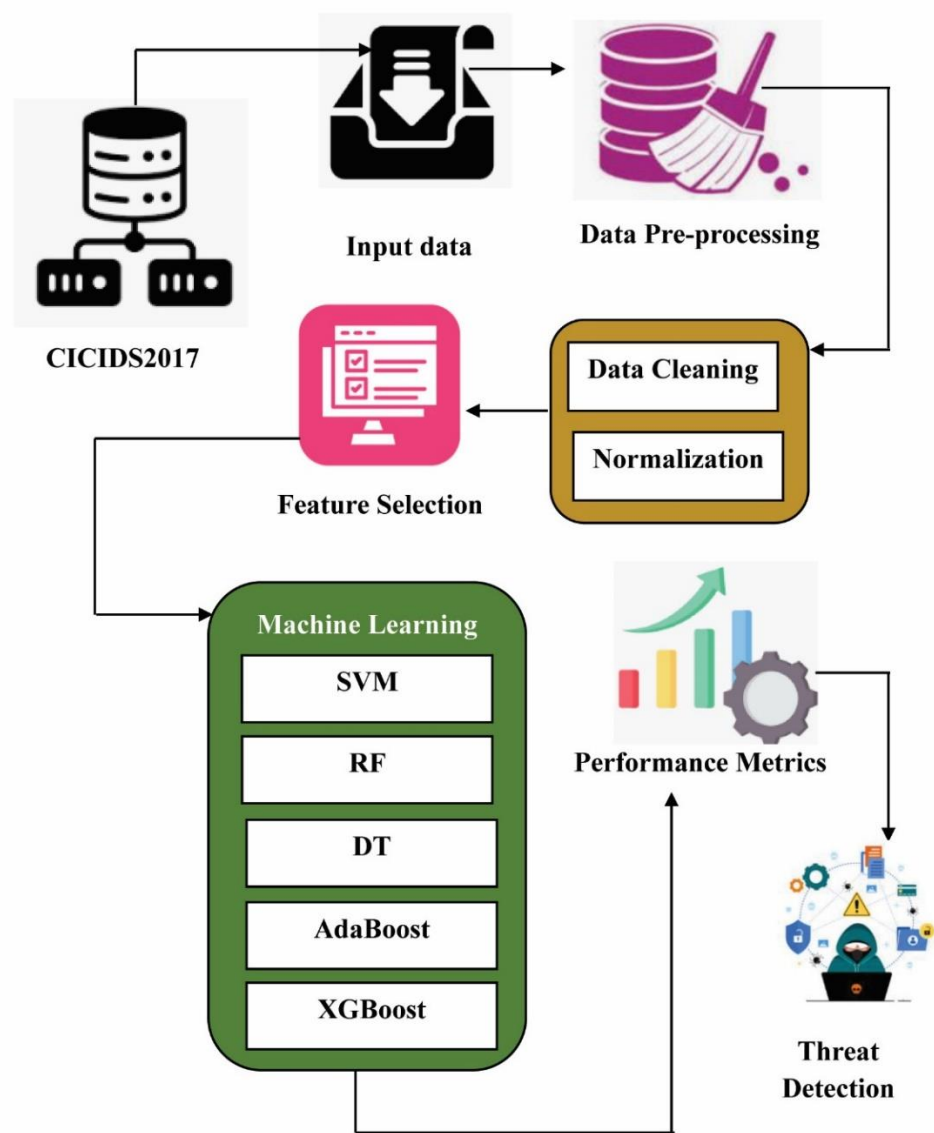 Input data
Data Pre-processing
CICIDS2017
Data Cleaning
Normalization
Feature Selection
Machine Learning
SVM
RF
DT
AdaBoost
XGBoost
Performance Metrics
Threat
Detection